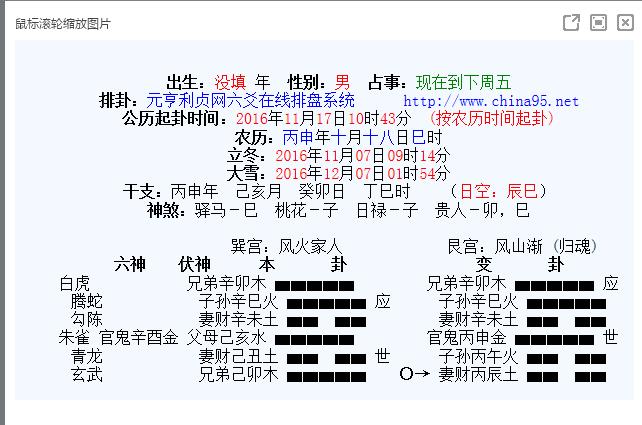 鼠标滚轮缩放图片
出生：没填 年 性别：男 占事：现在到下周五
排卦：元亨利贞网六爻在线排盘系统 http://www.china95.net
公历起卦时间：2016年11月17日10时43分 （按农历时间起卦）
农历：丙申年十月十八日巳时
立冬：2016年11月07日09时14分
大雪：2016年12月07日01时54分
干支：丙申年 己亥月 癸卯日 丁巳时 （日空：辰巳）
神煞：驿马－巳 桃花－子 日禄－子 贵人－卯，巳
巽宫：风火家人 艮宫：风山渐 (归魂)
六神 伏神 本 卦 变 卦
白虎 兄弟辛卯木 兄弟辛卯木 应
腾蛇 子孙辛巳火 应 子孙辛巳火
勾陈 妻财辛未土 妻财辛未土
朱雀 官鬼辛酉金 父母己亥水 官鬼丙申金 世
青龙 妻财己丑土 世 子孙丙午火
玄武 兄弟己卯木 O→ 妻财丙辰土